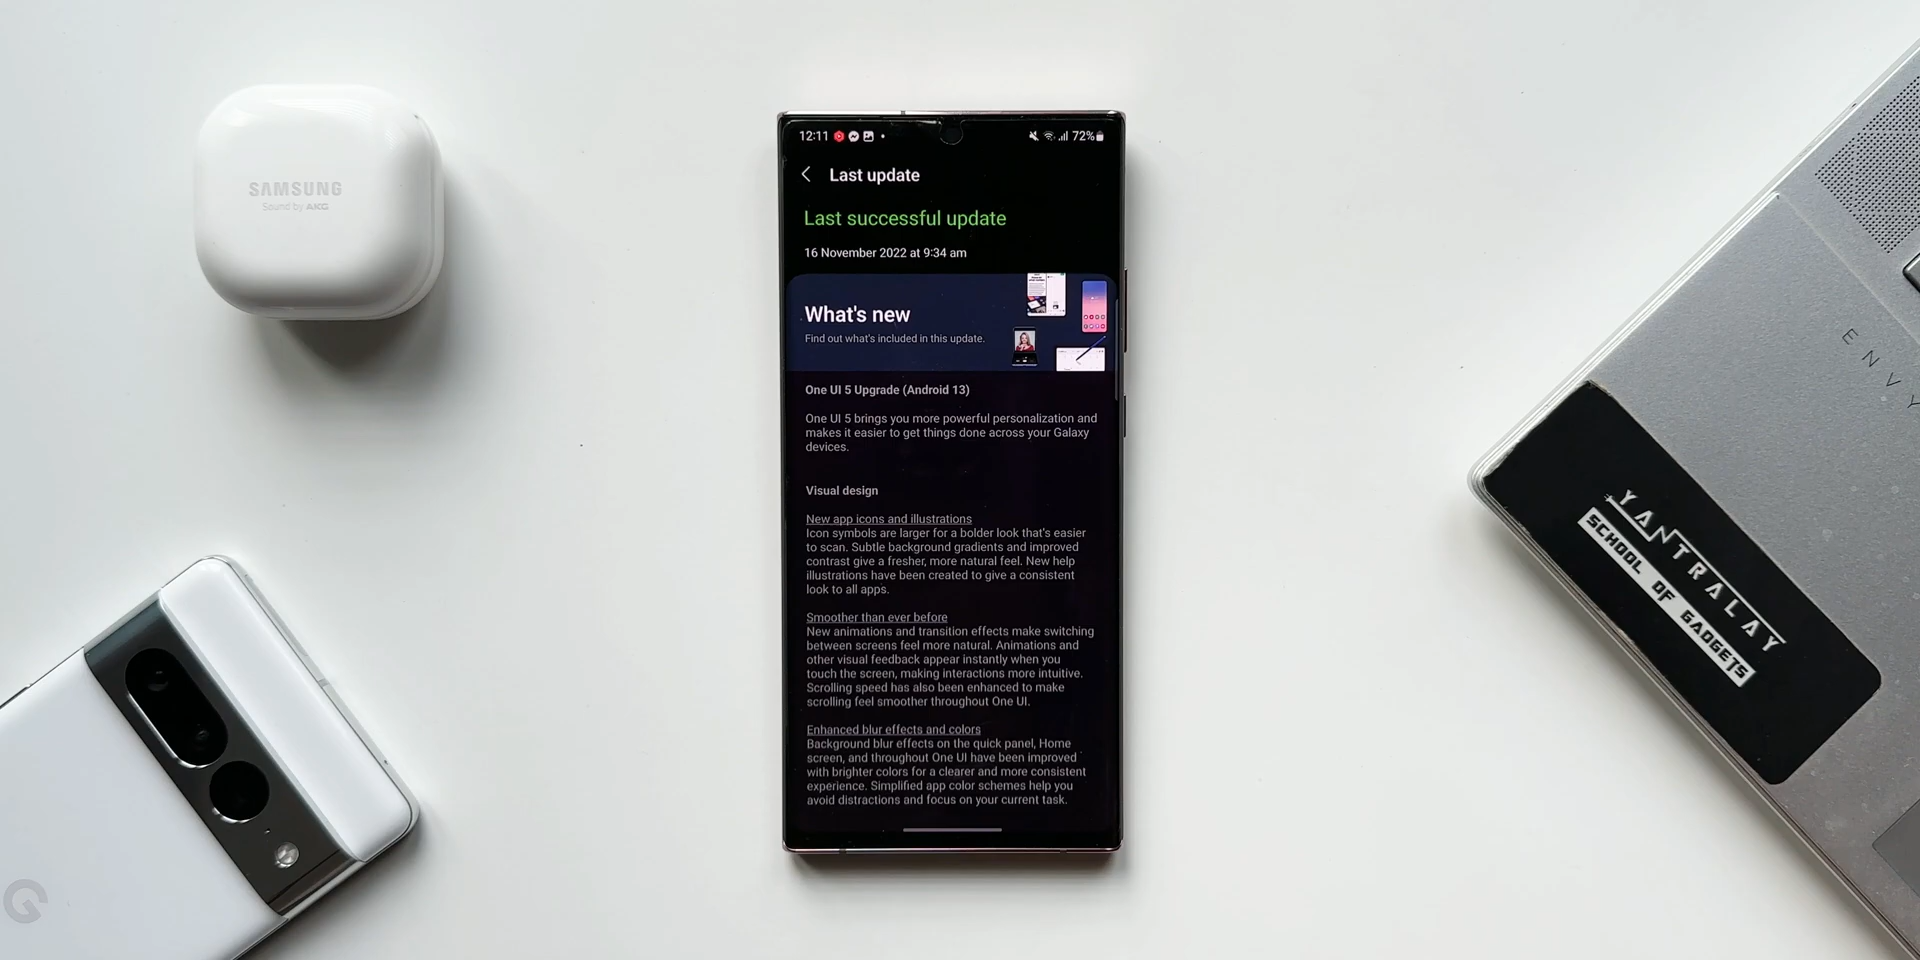 SAMSUNG
Sound by AKG
12:11
72%
Last update
Last successful update
16 November 2022 at 9:34 am
What's new
Find out what's included in this update.
One UI 5 Upgrade (Android 13)
One UI 5 brings you more powerful personalization and
makes it easier to get things done across your Galaxy
devices.
Visual design
New app icons and illustrations
Icon symbols are larger for a bolder look that's easier
to scan. Subtle background gradients and improved
contrast give a fresher, more natural feel. New help
illustrations have been created to give a consistent
look to all apps.
Smoother than ever before
New animations and transition effects make switching
between screens feel more natural. Animations and
other visual feedback appear instantly when you
touch the screen, making interactions more intuitive.
Scrolling speed has also been enhanced to make
scrolling feel smoother throughout One UI.
Enhanced blur effects and colors
Background blur effects on the quick panel, Home
screen, and throughout One UI have been improved
with brighter colors for a clearer and more consistent
experience. Simplified app color schemes help you
avoid distractions and focus on your current task.
ENVY
YANTRALAY
SCHOOL OF GADGETS
G